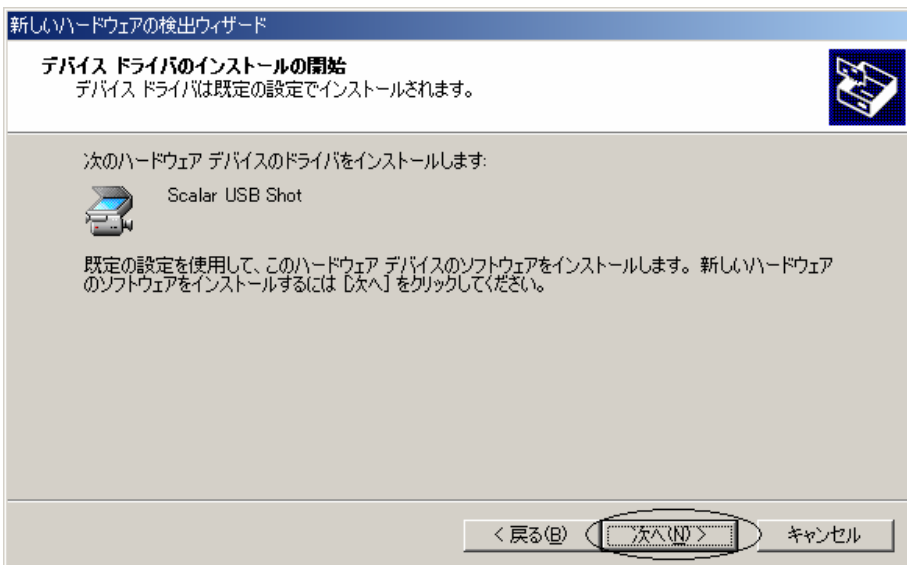 新しいハードウェアの検出ウィザード
デバイス ドライバのインストールの開始
デバイス ドライバは既定の設定でインストールされます。
次のハードウェア デバイスのドライバをインストールします:
Scalar USB Shot
既定の設定を使用して、このハードウェア デバイスのソフトウェアをインストールします。新しいハードウェア
のソフトウェアをインストールするには [次へ] をクリックしてください。
< 戻る(B)
次へ(N) >
キャンセル